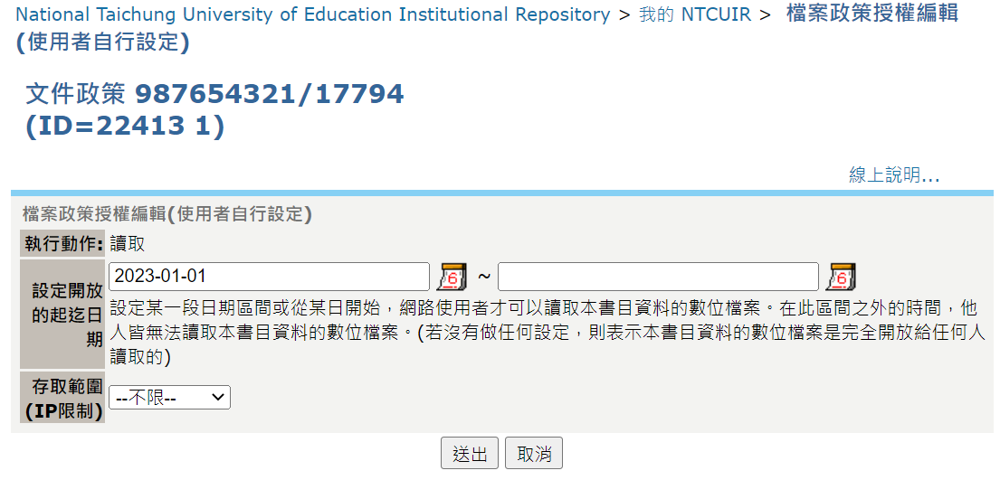 National Taichung University of Education Institutional Repository > 我的 NTCUIR > 檔案政策授權編輯
(使用者自行設定)
文件政策 987654321/17794
(ID=22413 1)
線上說明...
檔案政策授權編輯(使用者自行設定)
執行動作: 讀取
設定開放的起迄日期
2023-01-01 ~
設定某一段日期區間或從某日開始，網路使用者才可以讀取本書目資料的數位檔案。在此區間之外的時間，他
人皆無法讀取本書目資料的數位檔案。(若沒有做任何設定，則表示本書目資料的數位檔案是完全開放給任何人
讀取的)
存取範圍
(IP限制)
--不限--
送出 取消